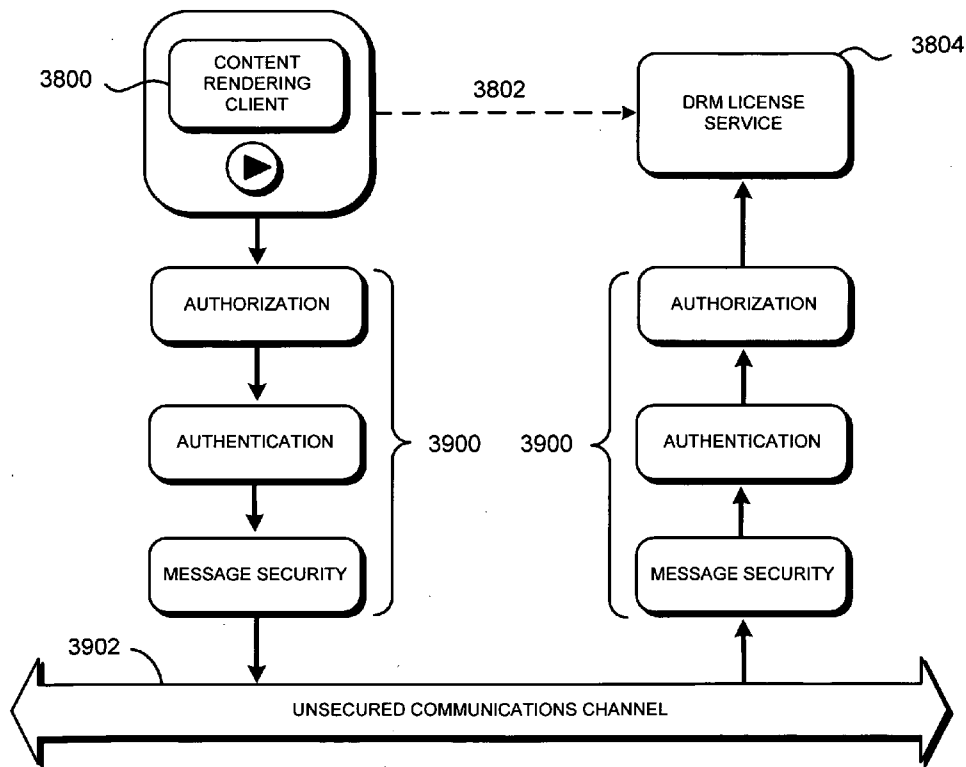 3800
CONTENT
RENDERING
CLIENT
3802
3804
DRM LICENSE
SERVICE
AUTHORIZATION
AUTHORIZATION
AUTHENTICATION
3900
3900
AUTHENTICATION
MESSAGE SECURITY
MESSAGE SECURITY
3902
UNSECURED COMMUNICATIONS CHANNEL